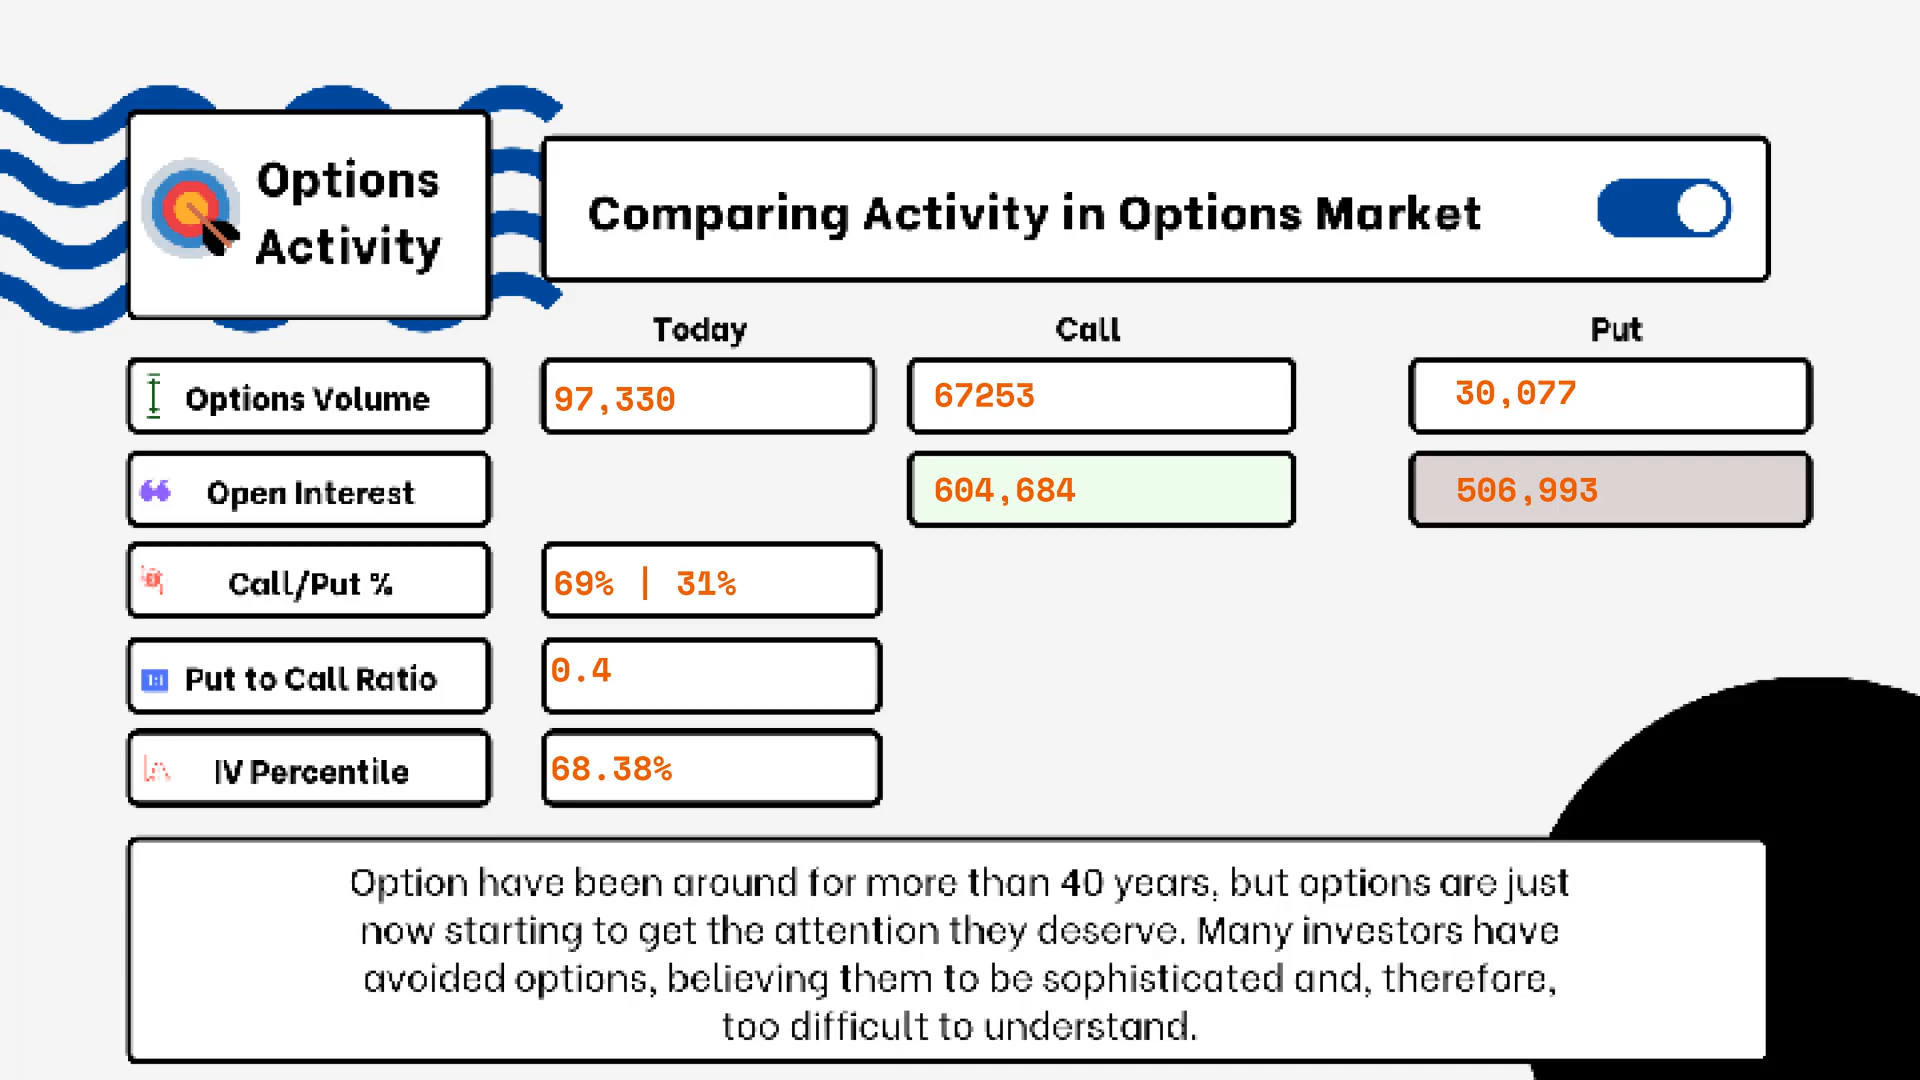 Options
Activity
Comparing Activity in Options Market
Today Call Put
Options Volume 97,330 67253 30,077
Open Interest 604,684 506,993
Call/Put % 69% | 31%
1:1 Put to Call Ratio 0.4
IV Percentile 68.38%
Option have been around for more than 40 years, but options are just
now starting to get the attention they deserve. Many investors have
avoided options, believing them to be sophisticated and, therefore,
too difficult to understand.